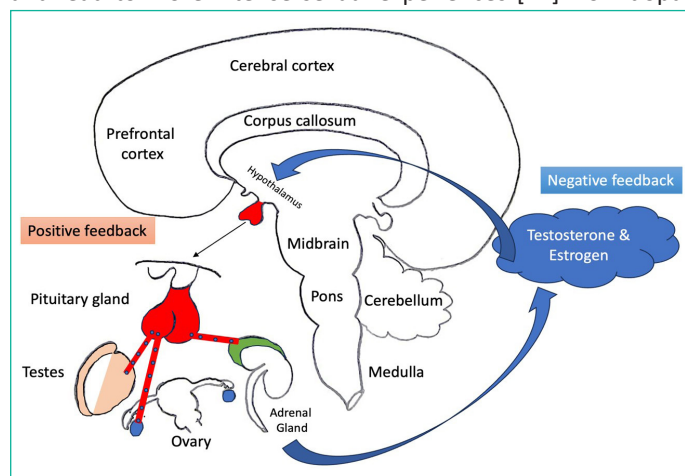 Cerebral cortex
Corpus callosum
Prefrontal
cortex
Hypothalamus
Negative feedback
Positive feedback
Testosterone &
Estrogen
Midbrain
Pituitary gland
Pons
Cerebellum
Testes
Medulla
Adrenal
Gland
Ovary